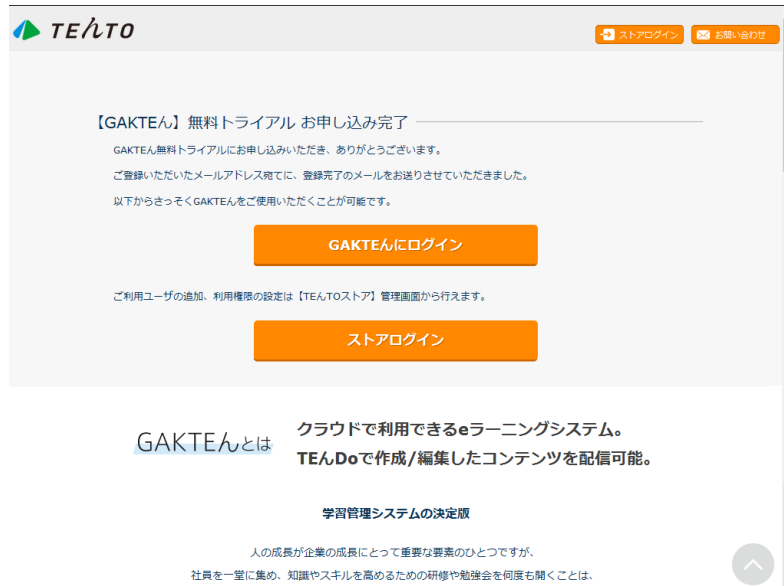 TEんTO
ストアログイン
お問い合わせ
【GAKTEん】無料トライアル お申し込み完了
GAKTEん無料トライアルにお申し込みいただき、ありがとうございます。
ご登録いただいたメールアドレス宛てに、登録完了のメールをお送りさせていただきました。
以下からさっそくGAKTEんをご使用いただくことが可能です。
GAKTEんにログイン
ご利用ユーザの追加、利用権限の設定は【TEんTOストア】管理画面から行えます。
ストアログイン
GAKTEんとは
クラウドで利用できるeラーニングシステム。
TEんDoで作成/編集したコンテンツを配信可能。
学習管理システムの決定版
人の成長が企業の成長にとって重要な要素のひとつですが、
社員を一堂に集め、知識やスキルを高めるための研修や勉強会を何度も開くことは、